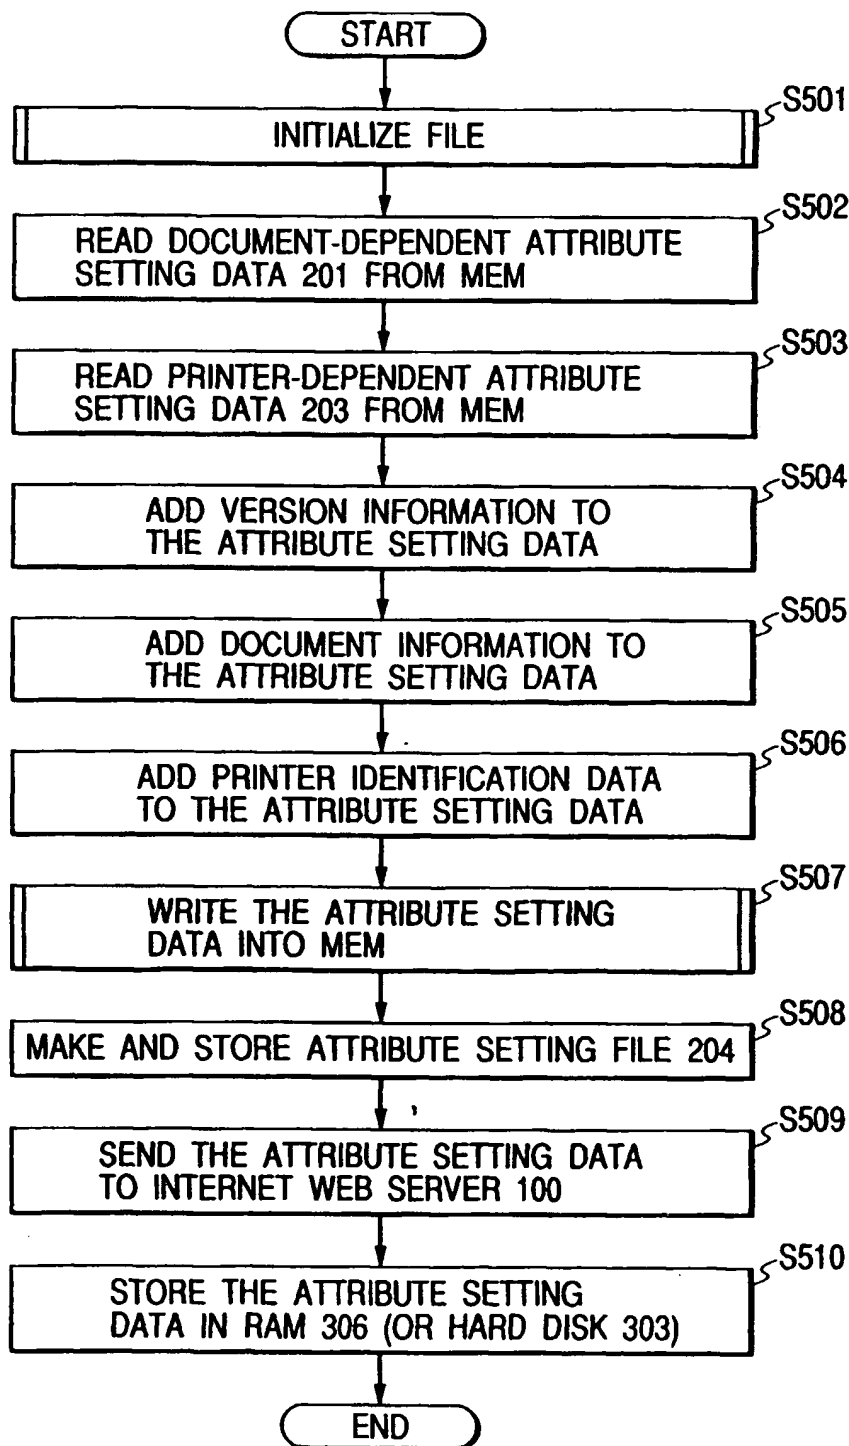 START
S501
INITIALIZE FILE
S502
READ DOCUMENT-DEPENDENT ATTRIBUTE
SETTING DATA 201 FROM MEM
S503
READ PRINTER-DEPENDENT ATTRIBUTE
SETTING DATA 203 FROM MEM
S504
ADD VERSION INFORMATION TO
THE ATTRIBUTE SETTING DATA
S505
ADD DOCUMENT INFORMATION TO
THE ATTRIBUTE SETTING DATA
S506
ADD PRINTER IDENTIFICATION DATA
TO THE ATTRIBUTE SETTING DATA
S507
WRITE THE ATTRIBUTE SETTING
DATA INTO MEM
S508
MAKE AND STORE ATTRIBUTE SETTING FILE 204
S509
SEND THE ATTRIBUTE SETTING DATA
TO INTERNET WEB SERVER 100
S510
STORE THE ATTRIBUTE SETTING
DATA IN RAM 306 (OR HARD DISK 303)
END